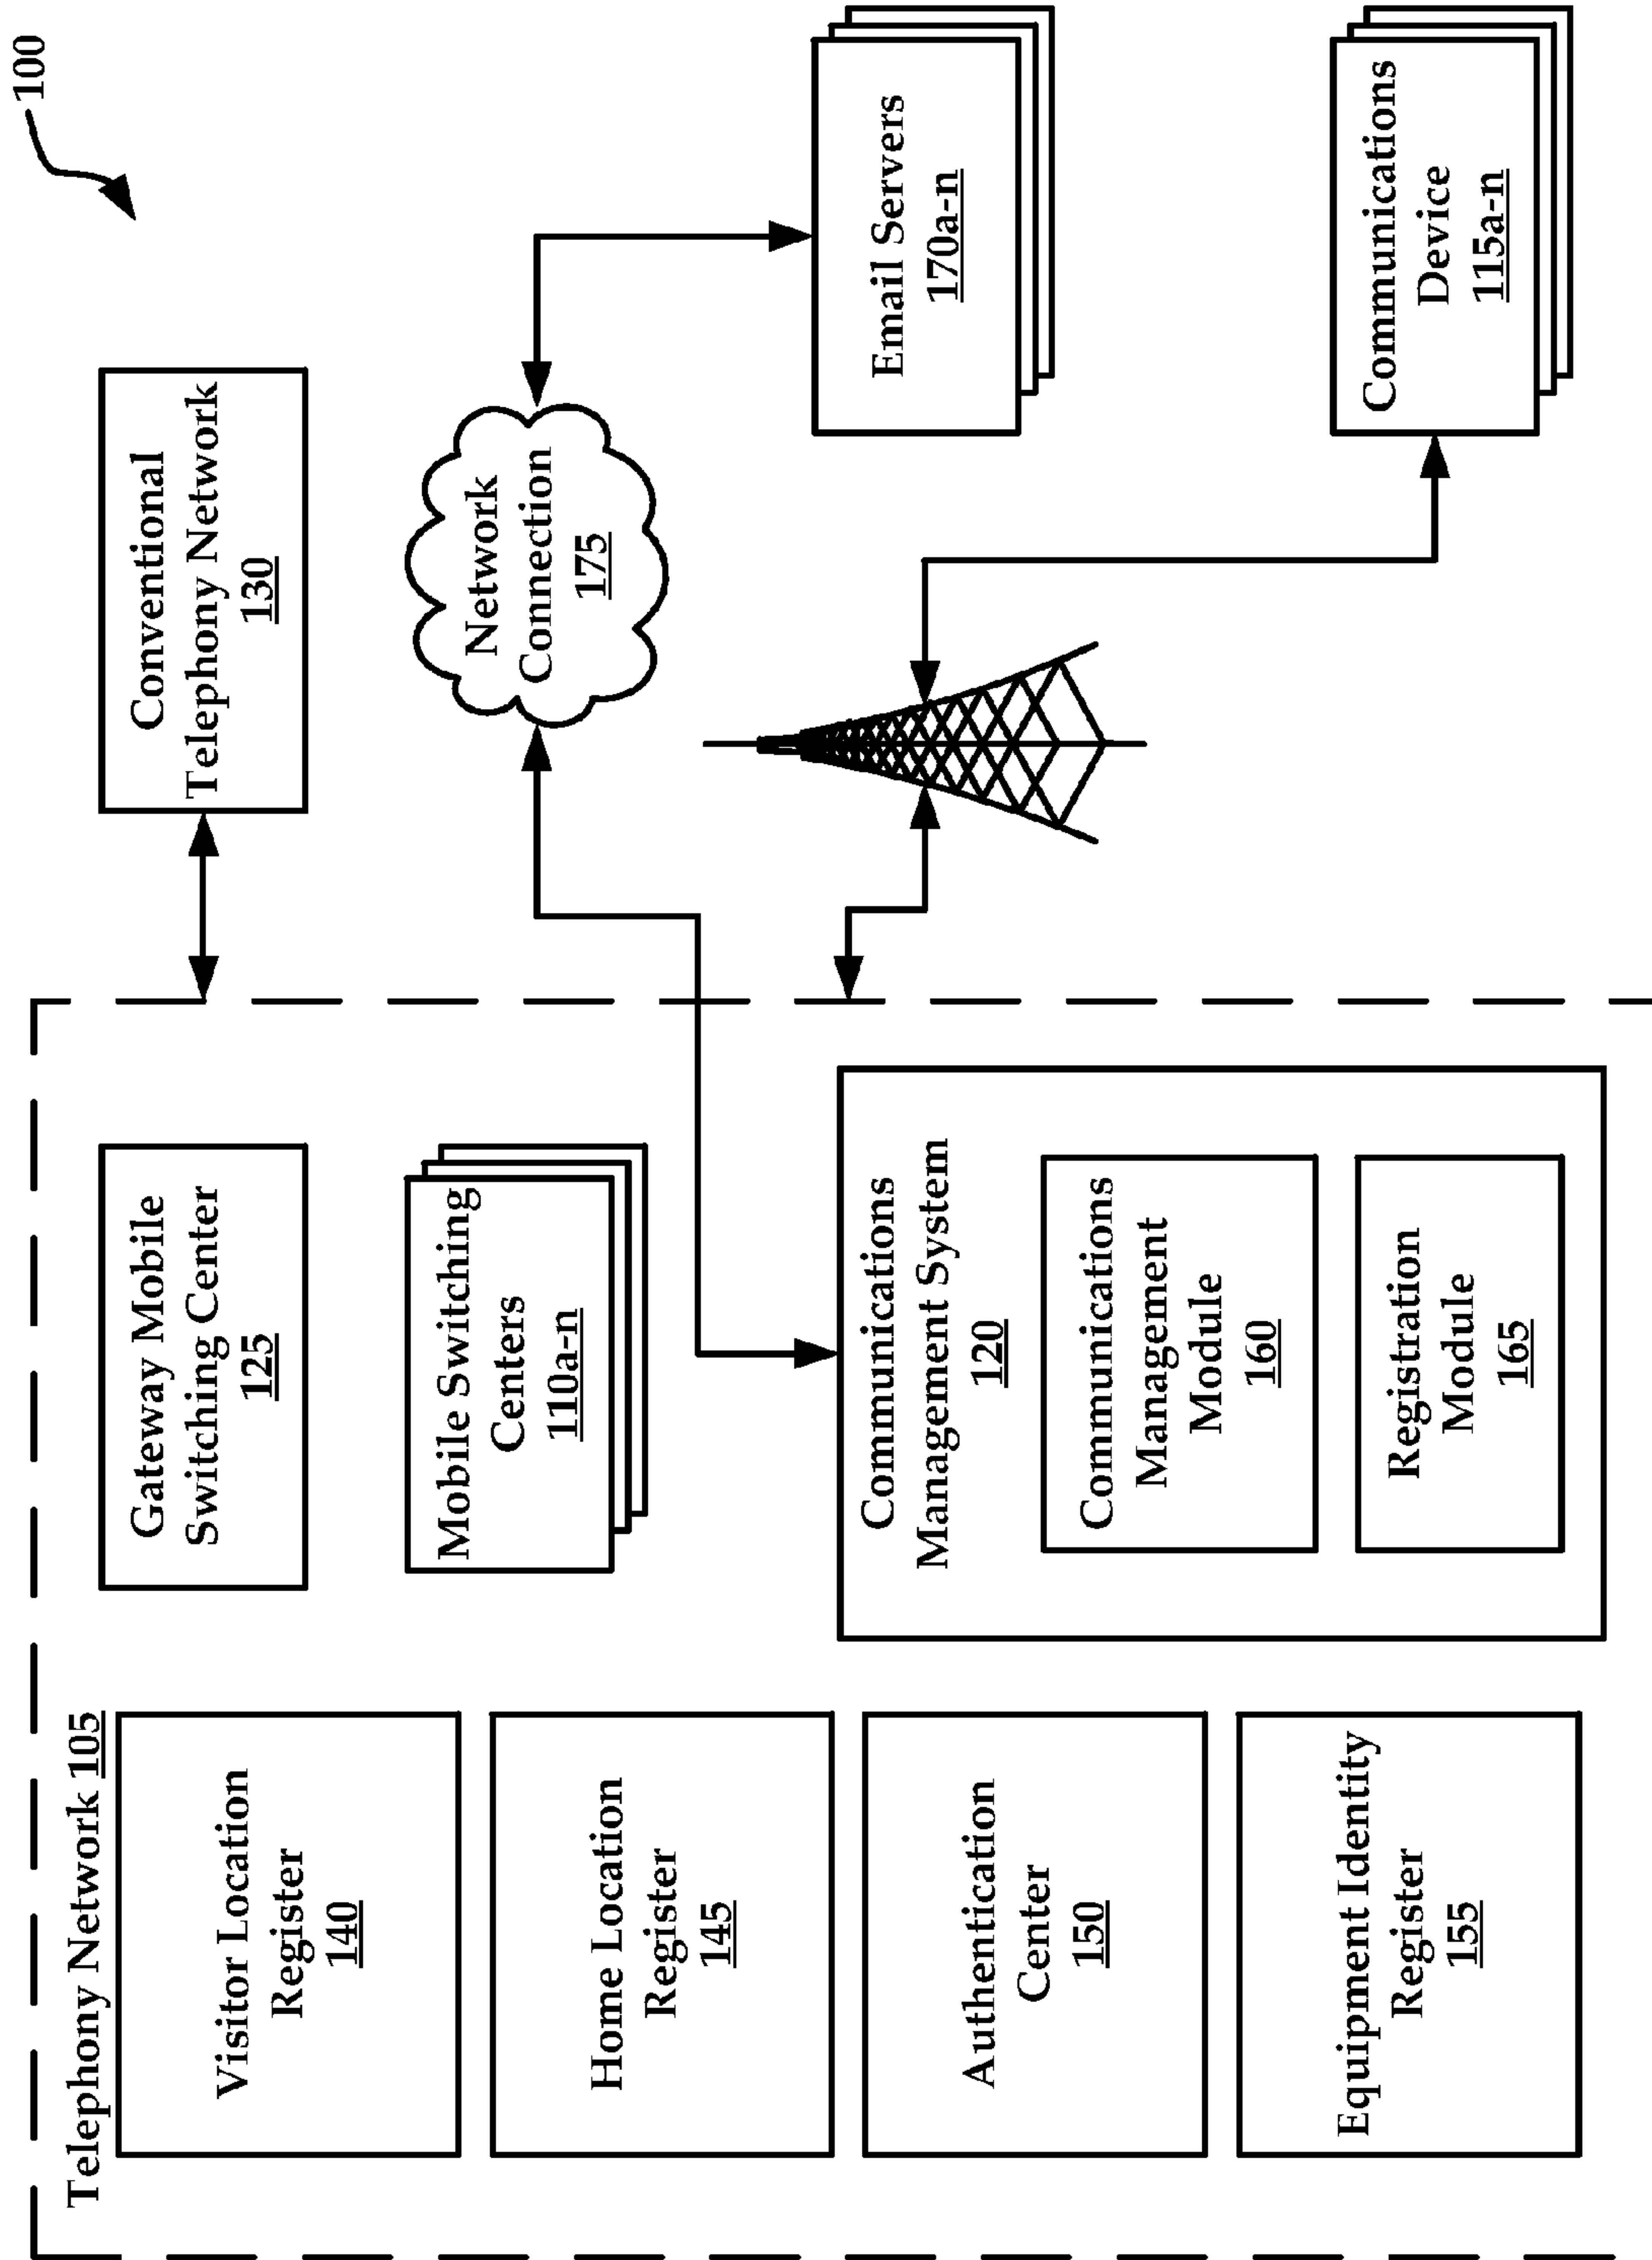 100
Telephony Network 105
Visitor Location
Register
140
Home Location
Register
145
Authentication
Center
150
Equipment Identity
Register
155
Gateway Mobile
Switching Center
125
Mobile Switching
Centers
110a-n
Communications
Management System
120
Communications
Management
Module
160
Registration
Module
165
Conventional
Telephony Network
130
Network
Connection
175
Email Servers
170a-n
Communications
Device
115a-n